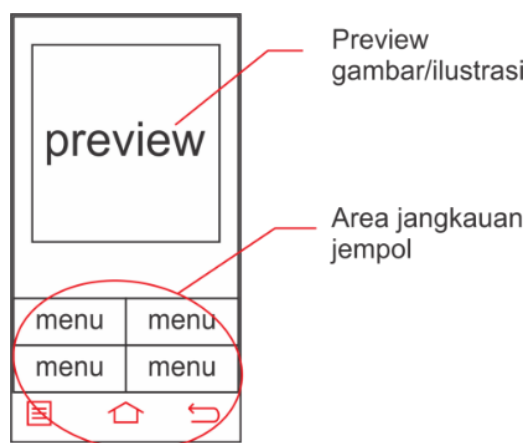 Preview
gambar/ilustrasi
preview
Area jangkauan
jempol
menu menu
menu menu